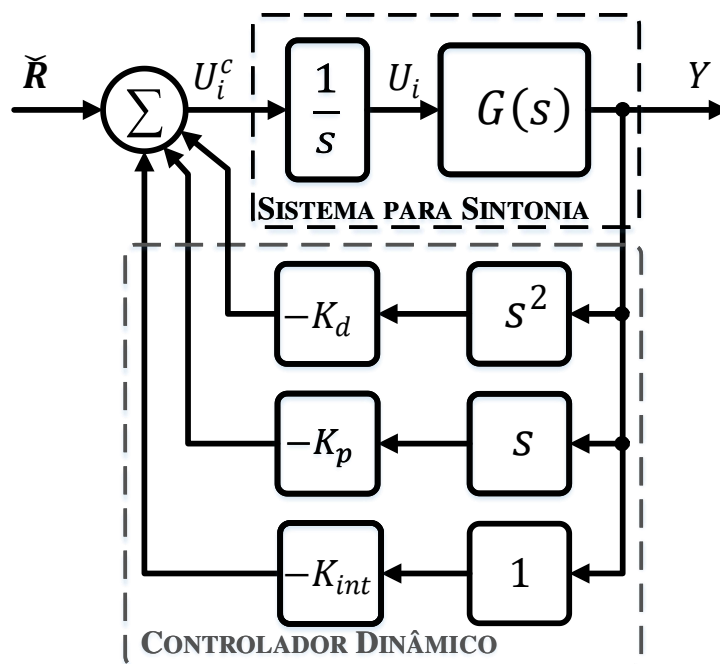 Ř U_i^c U_i Y
∑ 1/s G(s)
SISTEMA PARA SINTONIA
−K_d s^2
−K_p s
−K_int 1
CONTROLADOR DINÂMICO